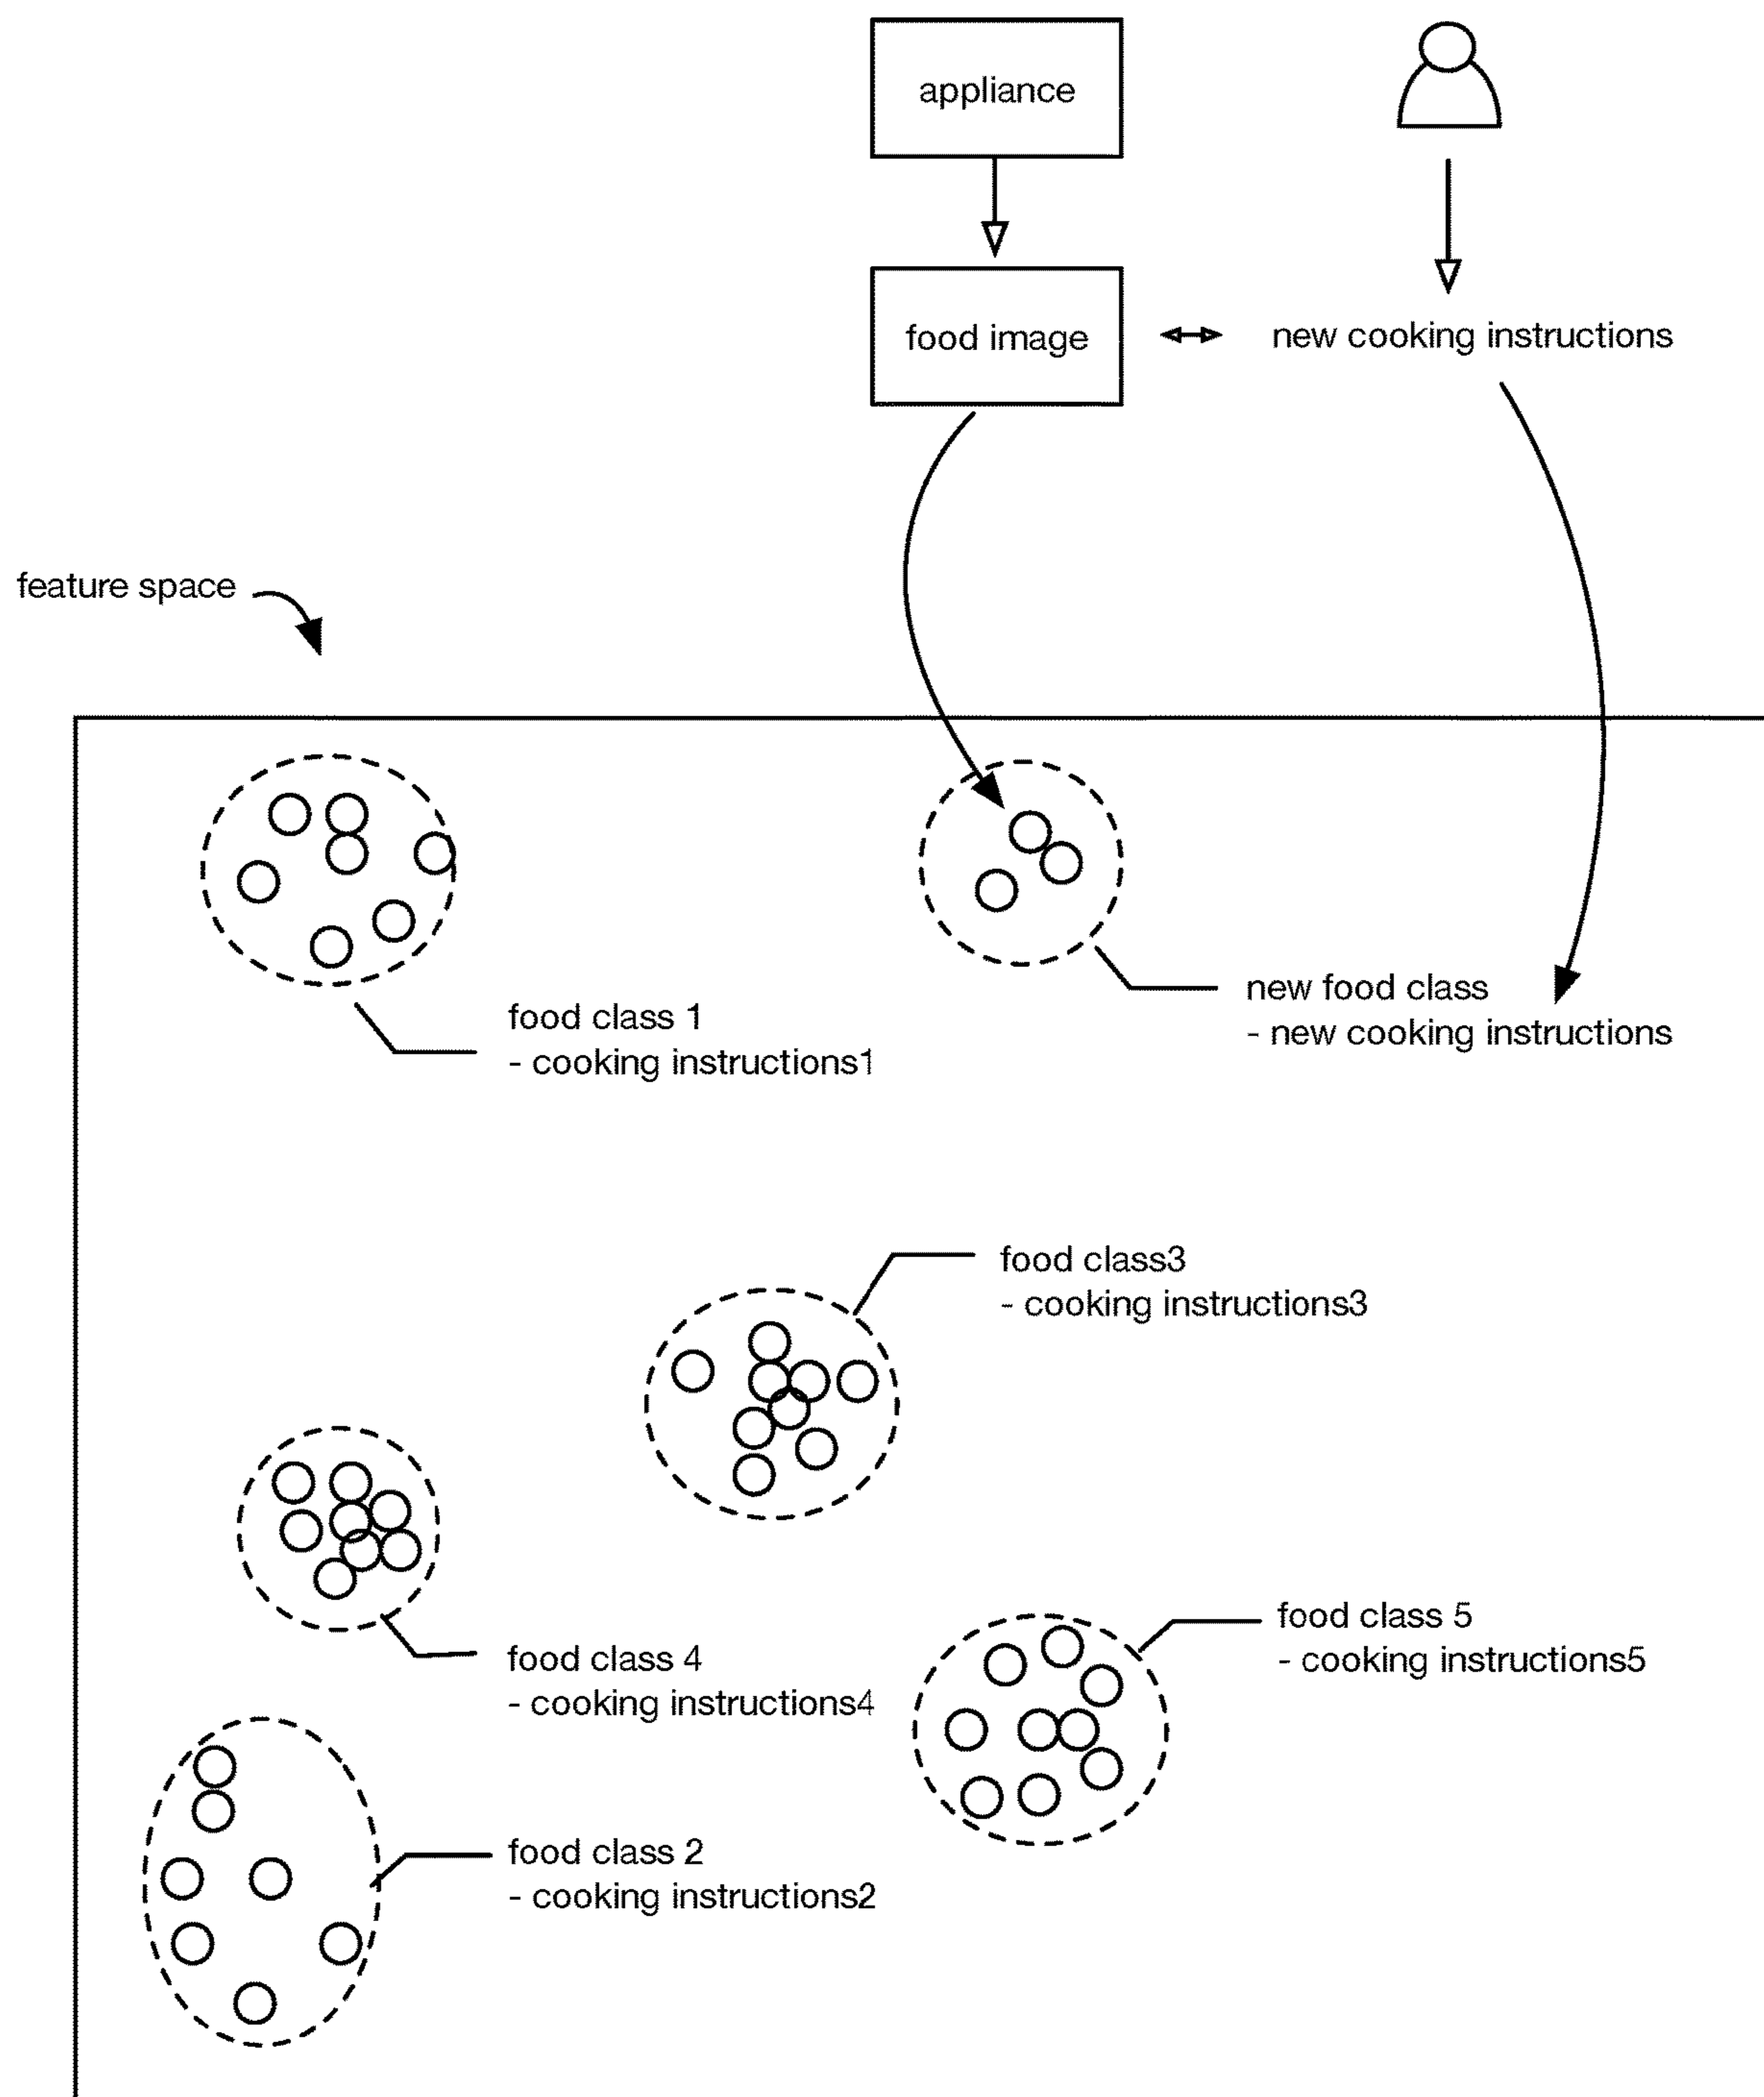 appliance
food image
new cooking instructions
feature space
new food class
- new cooking instructions
food class 1
- cooking instructions1
food class3
- cooking instructions3
food class 5
- cooking instructions5
food class 4
- cooking instructions4
food class 2
- cooking instructions2